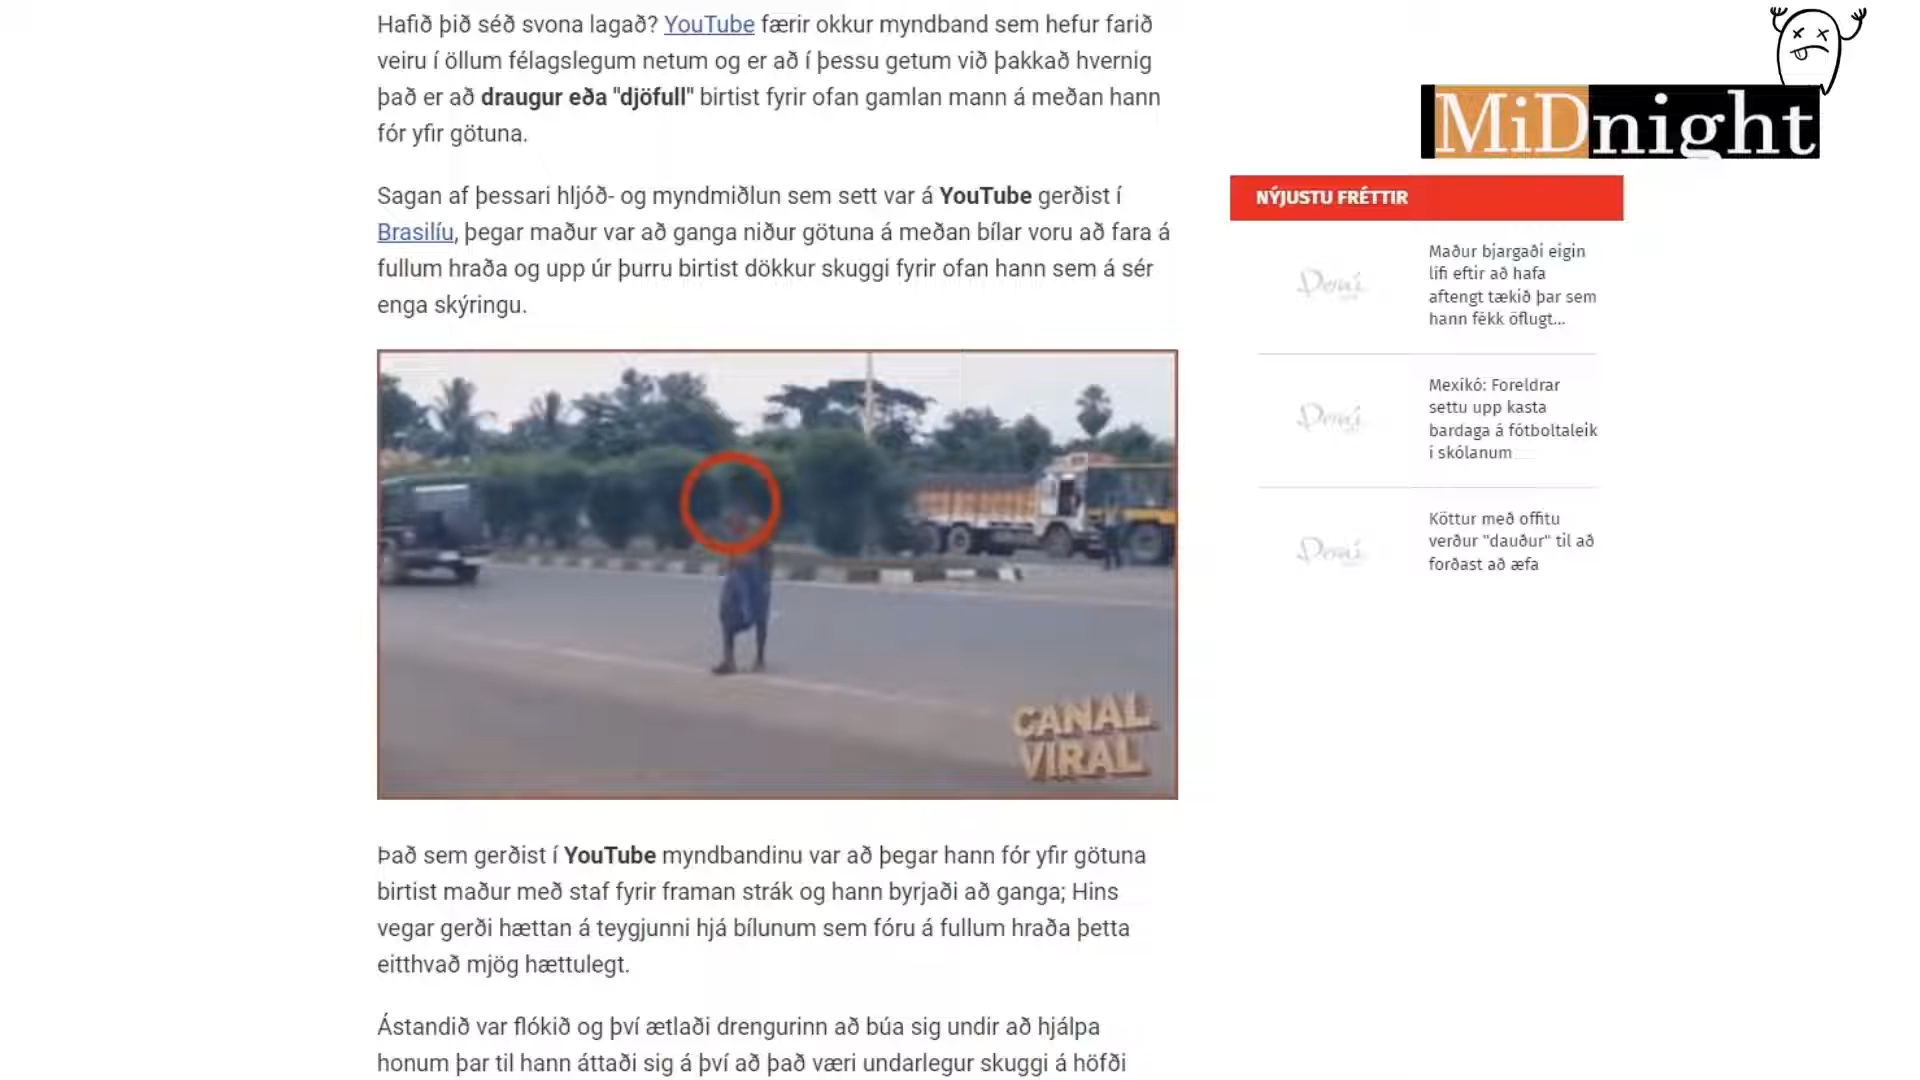 Hafið þið séð svona lagað? YouTube færir okkur myndband sem hefur farið
veiru í öllum félagslegum netum og er að í þessu getum við þakkað hvernig
það er að draugur eða "djöfull" birtist fyrir ofan gamlan mann á meðan hann
fór yfir götuna.
Sagan af þessari hljóð- og myndmiðlun sem sett var á YouTube gerðist í
Brasilíu, þegar maður var að ganga niður götuna á meðan bílar voru að fara á
fullum hraða og upp úr þurru birtist dökkur skuggi fyrir ofan hann sem á sér
enga skýringu.
CANAL
VIRAL
Það sem gerðist í YouTube myndbandinu var að þegar hann fór yfir götuna
birtist maður með staf fyrir framan strák og hann byrjaði að ganga; Hins
vegar gerði hættan á teygjunni hjá bílunum sem fóru á fullum hraða þetta
eitthvað mjög hættulegt.
Ástandið var flókið og því ætlaði drengurinn að búa sig undir að hjálpa
honum þar til hann áttaði sig á því að það væri undarlegur skuggi á höfði
MiDnight
NÝJUSTU FRÉTTIR
Maður bjargaði eigin
lífi eftir að hafa
aftengt tækið þar sem
hann fékk öflugt...
Mexíkó: Foreldrar
settu upp kasta
bardaga á fótboltaleik
í skólanum
Köttur með offitu
verður "dauður" til að
forðast að æfa